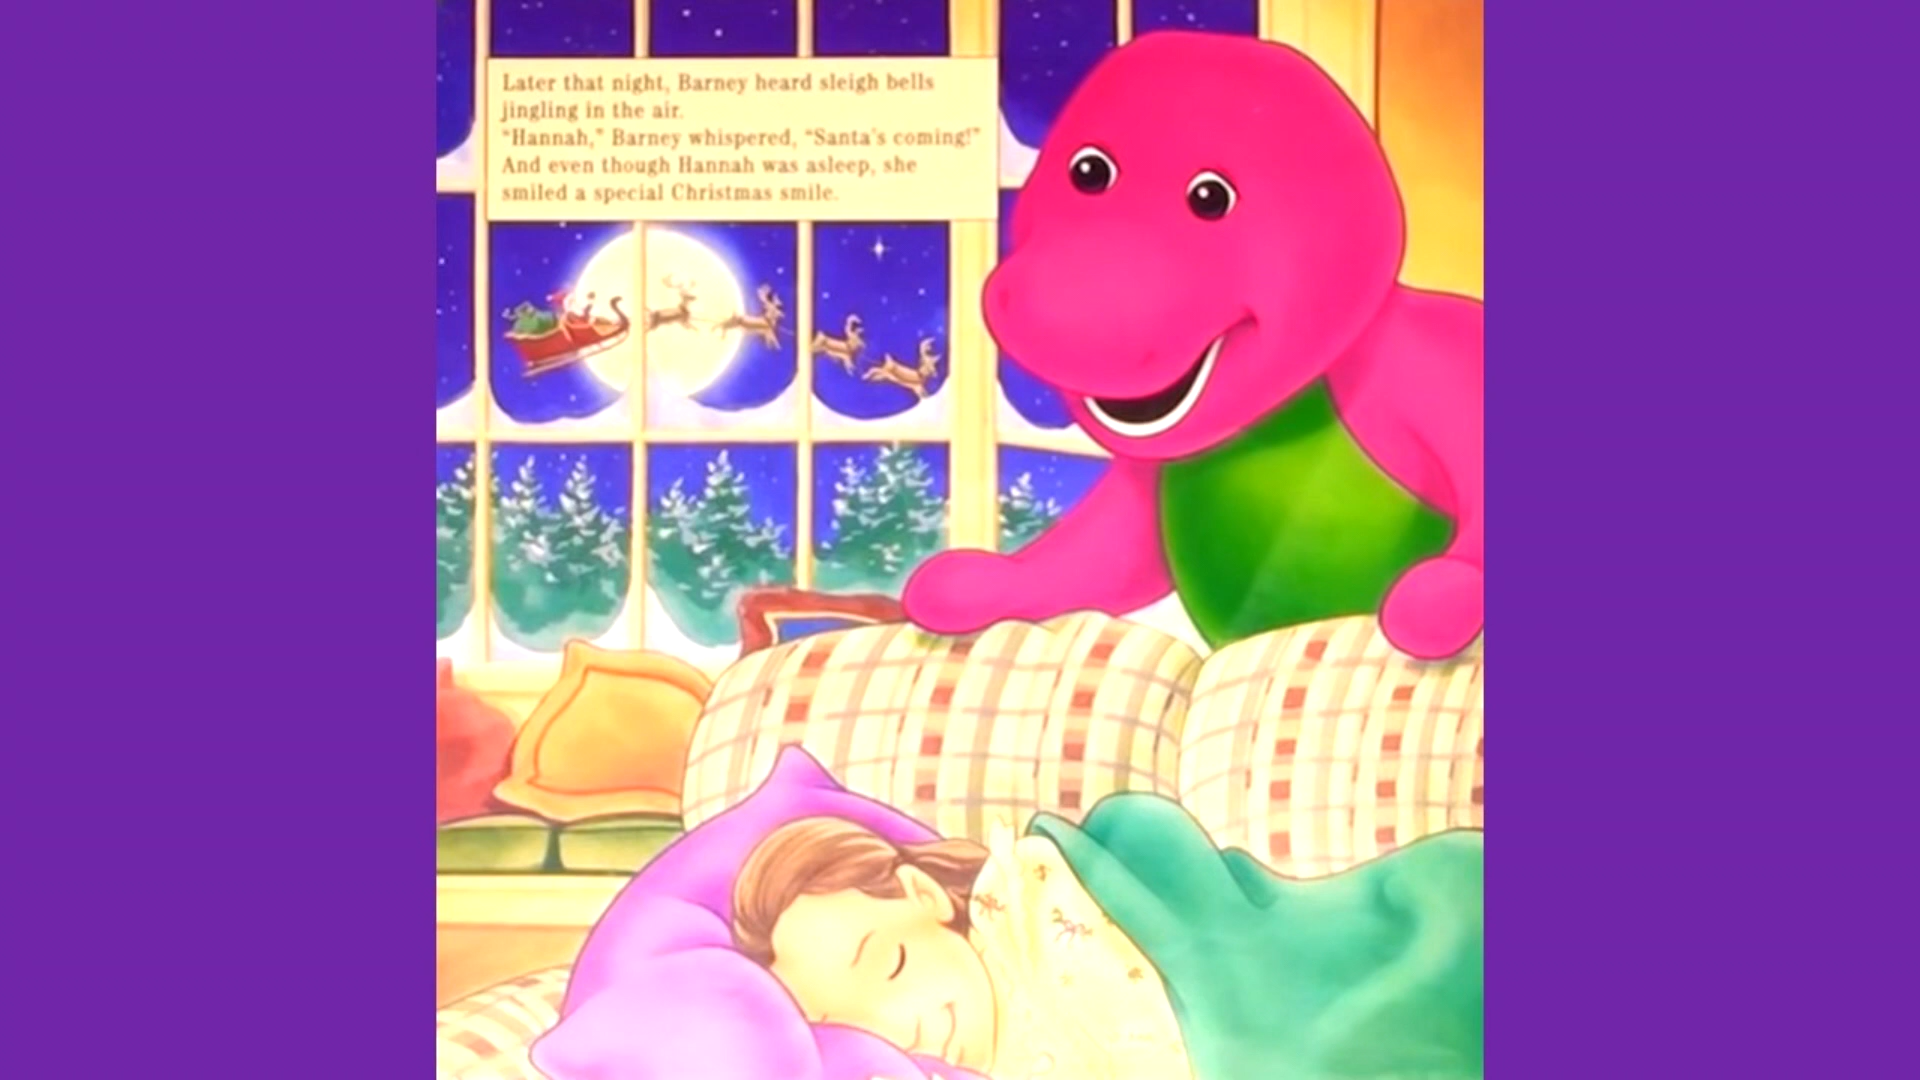 Later that night, Barney heard sleigh bells
jingling in the air.
"Hannah," Barney whispered, "Santa's coming!"
And even though Hannah was asleep, she
smiled a special Christmas smile.